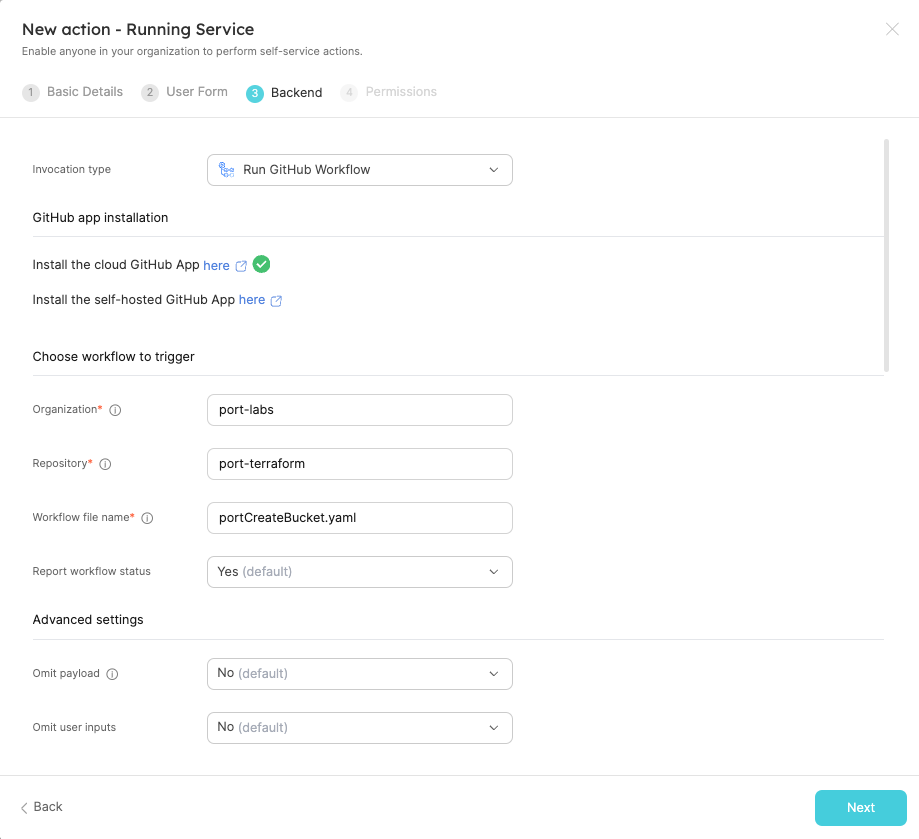 New action - Running Service
Enable anyone in your organization to perform self-service actions.
1 Basic Details 2 User Form 3 Backend 4 Permissions
Invocation type Run GitHub Workflow
GitHub app installation
Install the cloud GitHub App here
Install the self-hosted GitHub App here
Choose workflow to trigger
Organization* port-labs
Repository* port-terraform
Workflow file name* portCreateBucket.yaml
Report workflow status Yes (default)
Advanced settings
Omit payload No (default)
Omit user inputs No (default)
Back Next